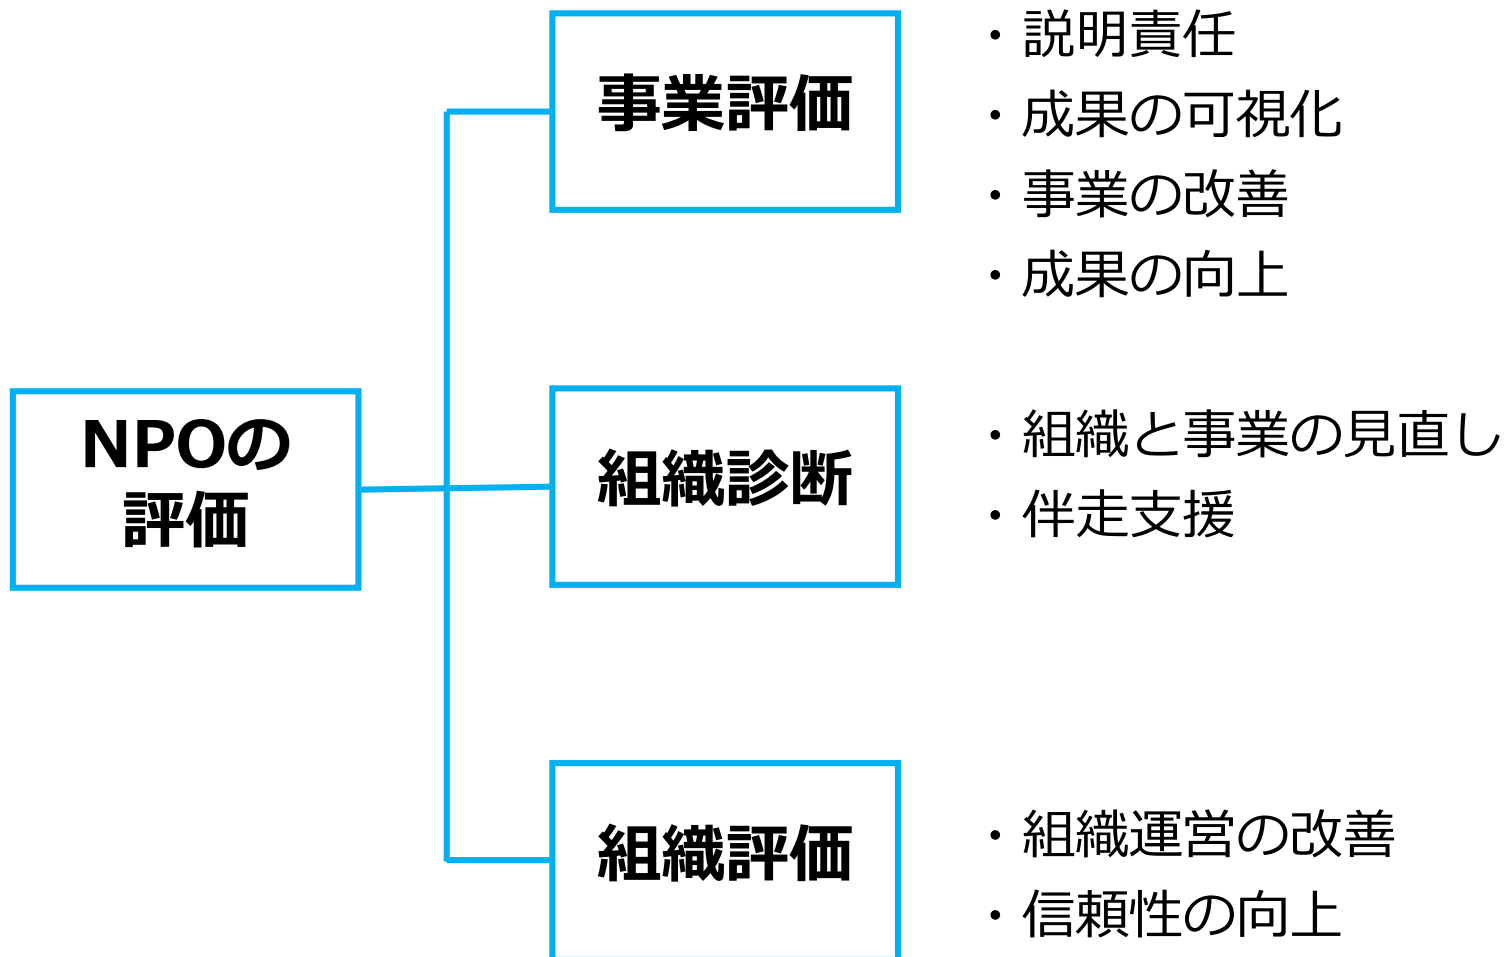 NPOの
評価
事業評価
・説明責任
・成果の可視化
・事業の改善
・成果の向上
組織診断
・組織と事業の見直し
・伴走支援
組織評価
・組織運営の改善
・信頼性の向上